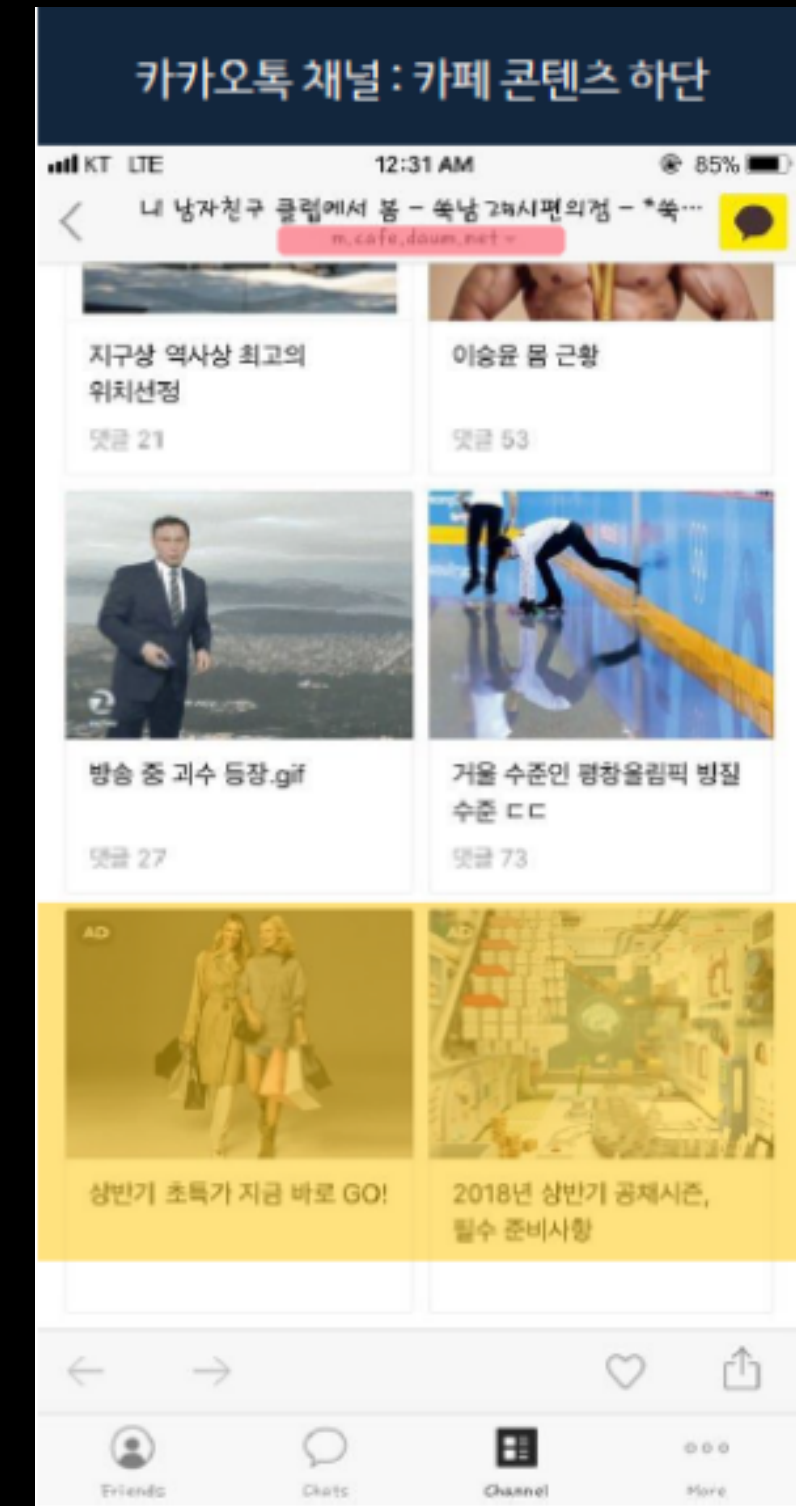 카카오톡 채널 : 카페 콘텐츠 하단
KT LTE 12:31 AM 85%
내 남자친구 클럽에서 봄 - 쑥남24시편의점 - *쑥…
m.cafe.daum.net
지구상 역사상 최고의
위치선정
댓글 21
이승윤 몸 근황
댓글 53
방송 중 괴수 등장.gif
댓글 27
거울 수준인 평창올림픽 빙질
수준 ㄷㄷ
댓글 73
AD
상반기 초특가 지금 바로 GO!
AD
2018년 상반기 공채시즌,
필수 준비사항
Friends
Chats
Channel
More